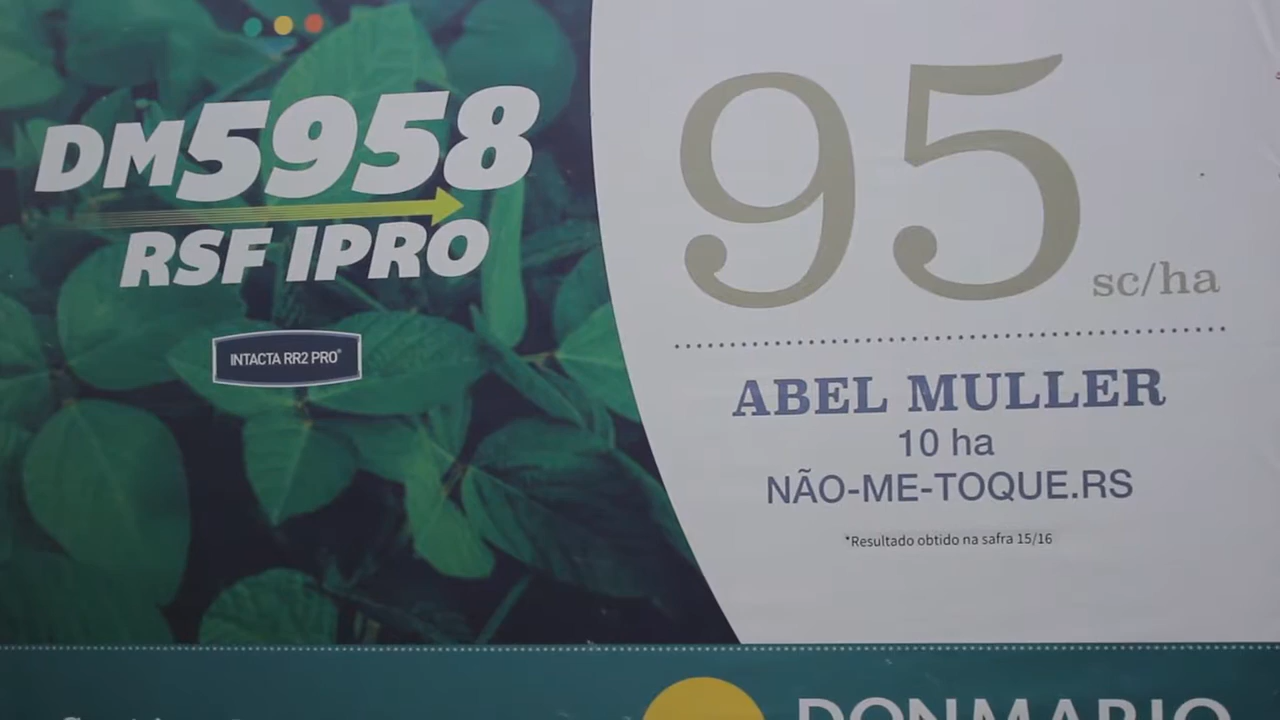 DM5958
RSF IPRO
INTACTA RR2 PRO®
95 sc/ha
ABEL MULLER
10 ha
NÃO-ME-TOQUE.RS
*Resultado obtido na safra 15/16
DONMARIO